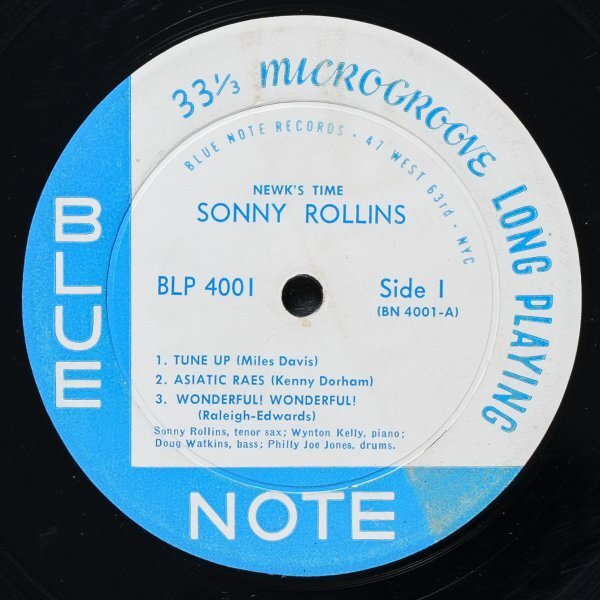 33⅓ MICROGROOVE LONG PLAYING
BLUE NOTE RECORDS · 47 WEST 63rd · NYC
NEWK'S TIME
SONNY ROLLINS
BLP 4001
Side 1
(BN 4001-A)
1. TUNE UP (Miles Davis)
2. ASIATIC RAES (Kenny Dorham)
3. WONDERFUL! WONDERFUL!
(Raleigh-Edwards)
Sonny Rollins, tenor sax; Wynton Kelly, piano;
Doug Watkins, bass; Philly Joe Jones, drums.
BLUE
NOTE